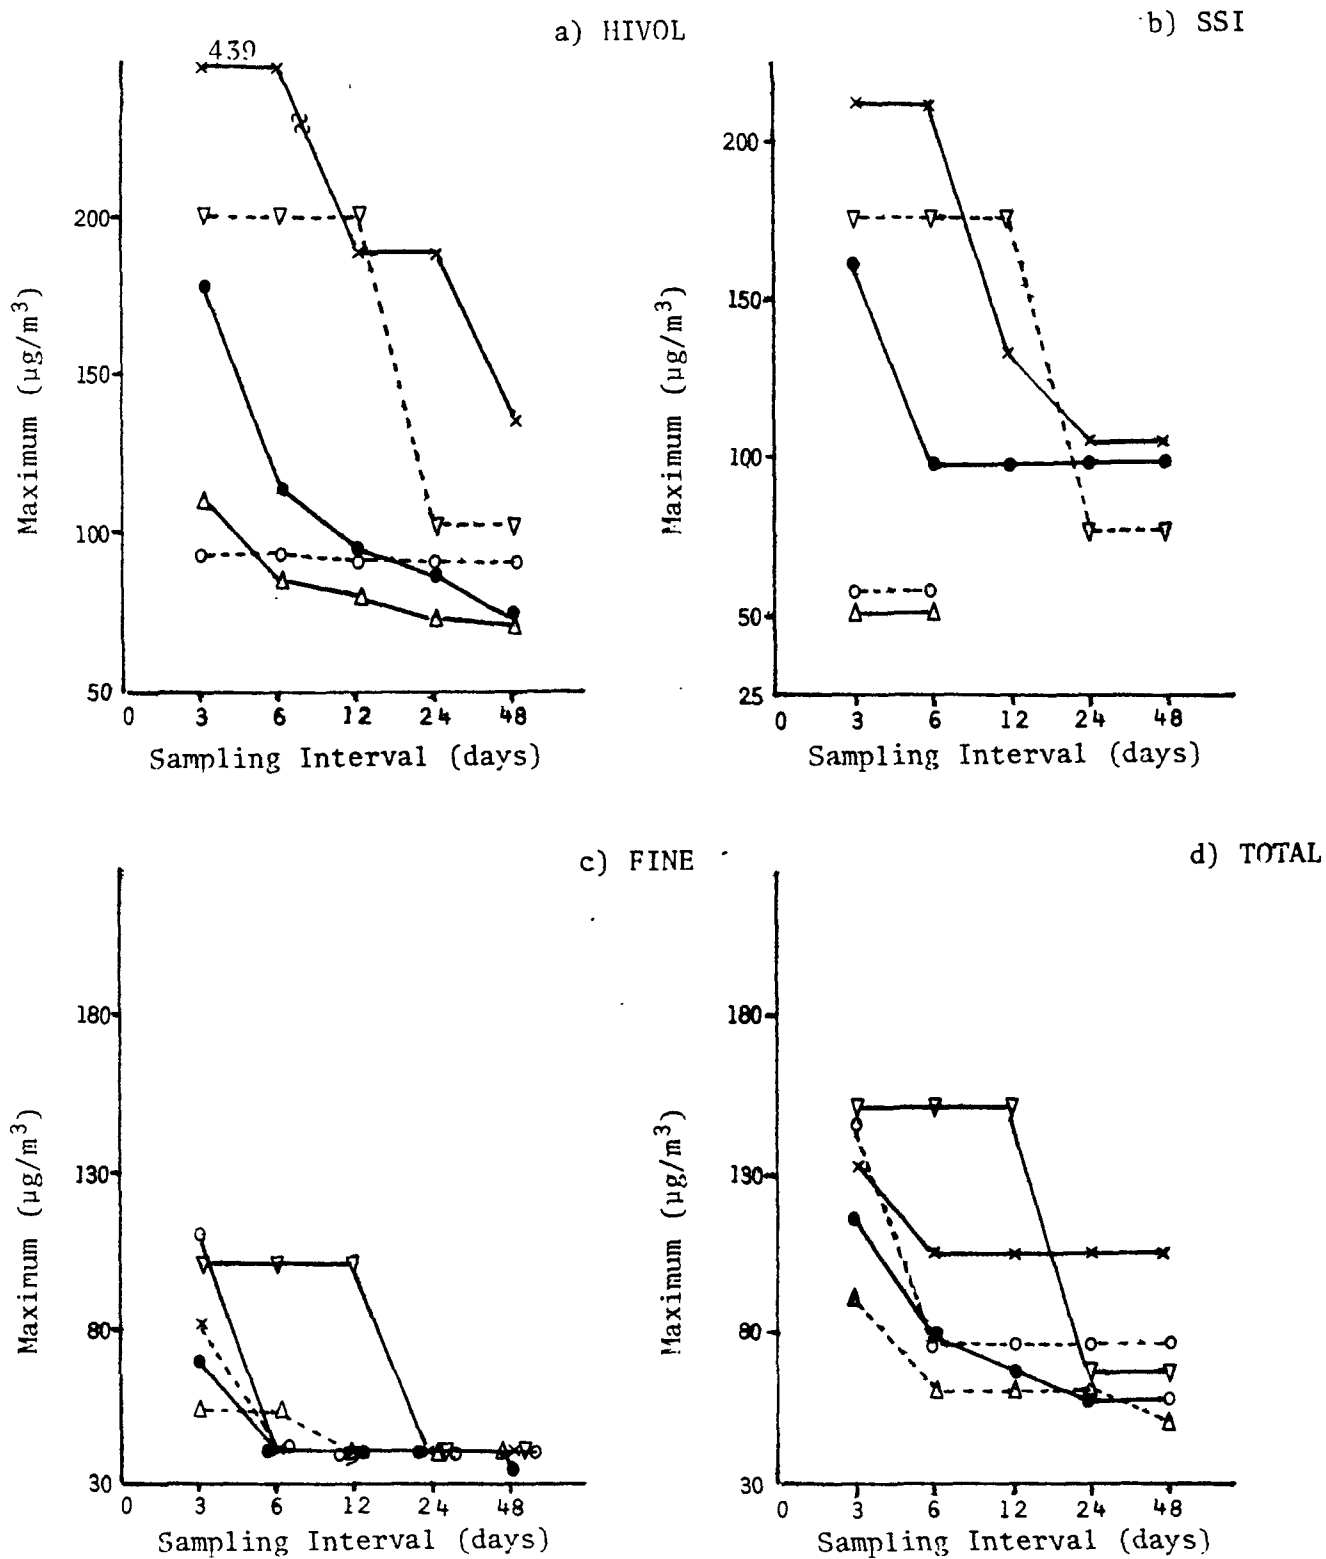 a) HIVOL
439
200
150
100
50
0 3 6 12 24 48
Maximum (μg/m³)
Sampling Interval (days)
b) SSI
200
150
100
50
25
0 3 6 12 24 48
Maximum (μg/m³)
Sampling Interval (days)
c) FINE
180
130
80
30
0 3 6 12 24 48
Maximum (μg/m³)
Sampling Interval (days)
d) TOTAL
180
130
80
30
0 3 6 12 24 48
Maximum (μg/m³)
Sampling Interval (days)